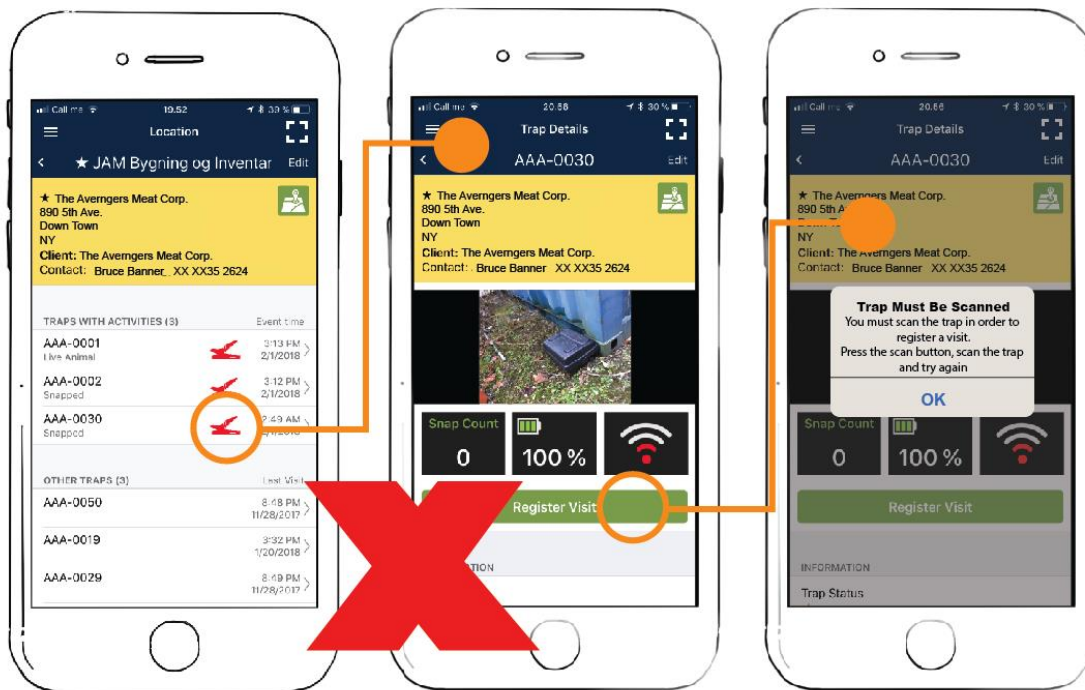 Call me 19.52 30 %
Location
★ JAM Bygning og Inventar Edit
★ The Averngers Meat Corp.
890 5th Ave.
Down Town
NY
Client: The Averngers Meat Corp.
Contact: Bruce Banner XX XX35 2624
TRAPS WITH ACTIVITIES (3) Event time
AAA-0001 3:13 PM
Live Animal 2/1/2018
AAA-0002 3:12 PM
Snapped 2/1/2018
AAA-0030 2:49 AM
Snapped
OTHER TRAPS (3) Last Visit
AAA-0050 8:48 PM
11/28/2017
AAA-0019 3:32 PM
1/20/2018
AAA-0029 8:49 PM
11/28/2017
X
Call me 30 %
Trap Details
AAA-0030 Edit
★ The Averngers Meat Corp.
890 5th Ave.
Down Town
NY
Client: The Averngers Meat Corp.
Contact: Bruce Banner XX XX35 2624
Snap Count
0 100 %
Register Visit
Call me 30 %
Trap Details
AAA-0030 Edit
★ The Averngers Meat Corp.
890 5th
NY
Client: The Averngers Meat Corp.
Contact: Bruce Banner XX XX35 2624
Trap Must Be Scanned
You must scan the trap in order to
register a visit.
Press the scan button, scan the trap
and try again
OK
Snap Count
0 100 %
Register Visit
INFORMATION
Trap Status